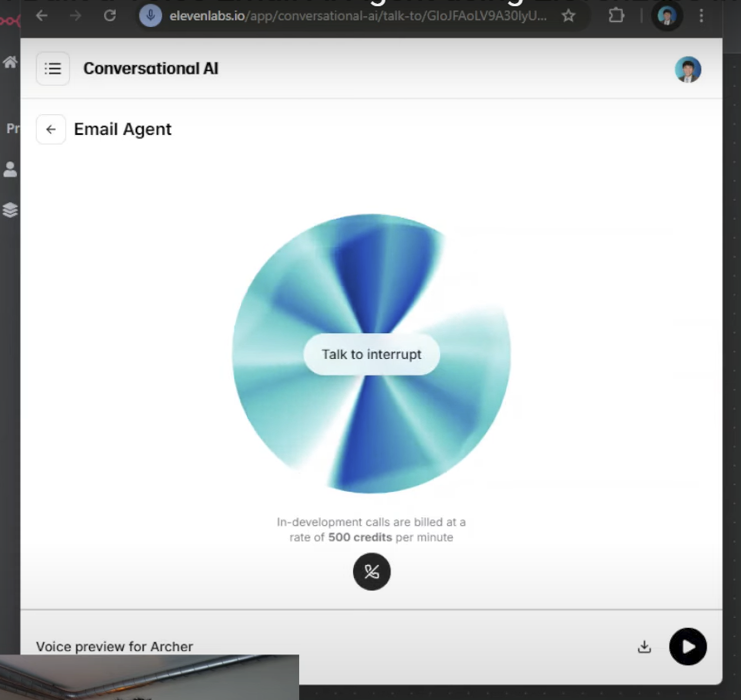 elevenlabs.io/app/conversational-ai/talk-to/GIoJFAoLV9A30lyU...
Conversational AI
Pr
Email Agent
Talk to interrupt
In-development calls are billed at a
rate of 500 credits per minute
Voice preview for Archer